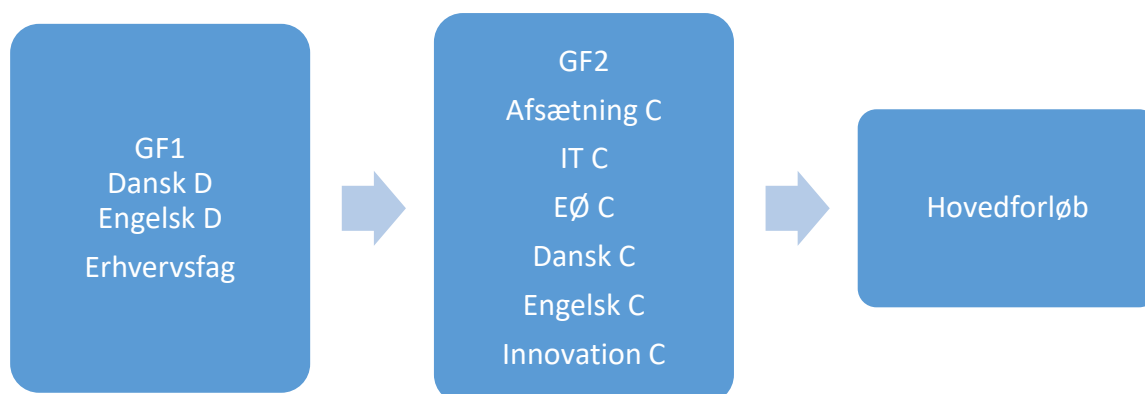 GF1
Dansk D
Engelsk D
Erhvervsfag
GF2
Afsætning C
IT C
EØ C
Dansk C
Engelsk C
Innovation C
Hovedforløb